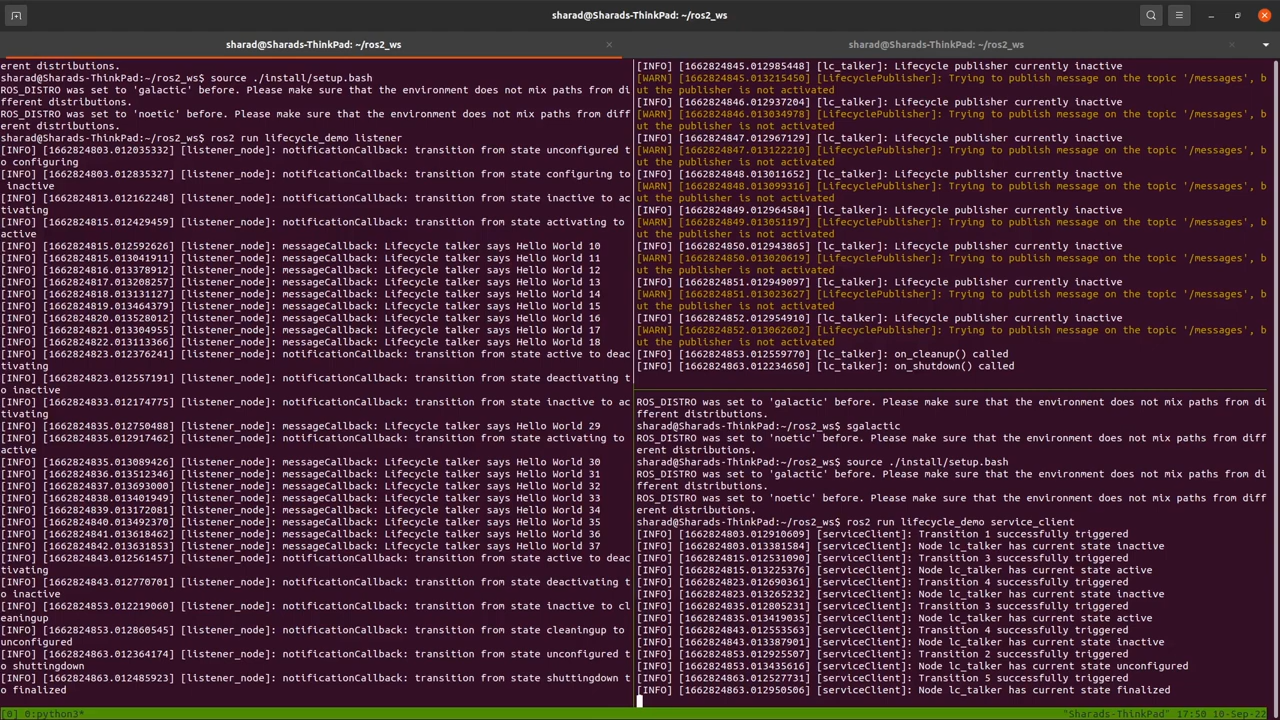 sharad@Sharads-ThinkPad: ~/ros2_ws
sharad@Sharads-ThinkPad: ~/ros2_ws
sharad@Sharads-ThinkPad: ~/ros2_ws
erent distributions.
sharad@Sharads-ThinkPad:~/ros2_ws$ source ./install/setup.bash
ROS_DISTRO was set to 'galactic' before. Please make sure that the environment does not mix paths from di
fferent distributions.
ROS_DISTRO was set to 'noetic' before. Please make sure that the environment does not mix paths from diff
erent distributions.
sharad@Sharads-ThinkPad:~/ros2_ws$ ros2 run lifecycle_demo listener
[INFO] [1662824803.012035332] [listener_node]: notificationCallback: transition from state unconfigured t
o configuring
[INFO] [1662824803.012835327] [listener_node]: notificationCallback: transition from state configuring to
 inactive
[INFO] [1662824813.012162248] [listener_node]: notificationCallback: transition from state inactive to ac
tivating
[INFO] [1662824815.012429459] [listener_node]: notificationCallback: transition from state activating to
active
[INFO] [1662824815.012592626] [listener_node]: messageCallback: Lifecycle talker says Hello World 10
[INFO] [1662824815.013041911] [listener_node]: messageCallback: Lifecycle talker says Hello World 11
[INFO] [1662824816.013378912] [listener_node]: messageCallback: Lifecycle talker says Hello World 12
[INFO] [1662824817.013208257] [listener_node]: messageCallback: Lifecycle talker says Hello World 13
[INFO] [1662824818.013131127] [listener_node]: messageCallback: Lifecycle talker says Hello World 14
[INFO] [1662824819.013464379] [listener_node]: messageCallback: Lifecycle talker says Hello World 15
[INFO] [1662824820.013528012] [listener_node]: messageCallback: Lifecycle talker says Hello World 16
[INFO] [1662824821.013304955] [listener_node]: messageCallback: Lifecycle talker says Hello World 17
[INFO] [1662824822.013113366] [listener_node]: messageCallback: Lifecycle talker says Hello World 18
[INFO] [1662824823.012376241] [listener_node]: notificationCallback: transition from state active to deac
tivating
[INFO] [1662824823.012557191] [listener_node]: notificationCallback: transition from state deactivating t
o inactive
[INFO] [1662824833.012174775] [listener_node]: notificationCallback: transition from state inactive to ac
tivating
[INFO] [1662824835.012750488] [listener_node]: messageCallback: Lifecycle talker says Hello World 29
[INFO] [1662824835.012917462] [listener_node]: notificationCallback: transition from state activating to
active
[INFO] [1662824835.013089426] [listener_node]: messageCallback: Lifecycle talker says Hello World 30
[INFO] [1662824836.013512346] [listener_node]: messageCallback: Lifecycle talker says Hello World 31
[INFO] [1662824837.013693000] [listener_node]: messageCallback: Lifecycle talker says Hello World 32
[INFO] [1662824838.013401949] [listener_node]: messageCallback: Lifecycle talker says Hello World 33
[INFO] [1662824839.013172081] [listener_node]: messageCallback: Lifecycle talker says Hello World 34
[INFO] [1662824840.013492370] [listener_node]: messageCallback: Lifecycle talker says Hello World 35
[INFO] [1662824841.013618462] [listener_node]: messageCallback: Lifecycle talker says Hello World 36
[INFO] [1662824842.013631853] [listener_node]: messageCallback: Lifecycle talker says Hello World 37
[INFO] [1662824843.012561457] [listener_node]: notificationCallback: transition from state active to deac
tivating
[INFO] [1662824843.012770701] [listener_node]: notificationCallback: transition from state deactivating t
o inactive
[INFO] [1662824853.012219060] [listener_node]: notificationCallback: transition from state inactive to cl
eaningup
[INFO] [1662824853.012860545] [listener_node]: notificationCallback: transition from state cleaningup to
unconfigured
[INFO] [1662824863.012364174] [listener_node]: notificationCallback: transition from state unconfigured t
o shuttingdown
[INFO] [1662824863.012485923] [listener_node]: notificationCallback: transition from state shuttingdown t
o finalized
[INFO] [1662824845.012985448] [lc_talker]: Lifecycle publisher currently inactive
[WARN] [1662824845.013215450] [LifecyclePublisher]: Trying to publish message on the topic '/messages', b
ut the publisher is not activated
[INFO] [1662824846.012937204] [lc_talker]: Lifecycle publisher currently inactive
[WARN] [1662824846.013034978] [LifecyclePublisher]: Trying to publish message on the topic '/messages', b
ut the publisher is not activated
[INFO] [1662824847.012967129] [lc_talker]: Lifecycle publisher currently inactive
[WARN] [1662824847.013122210] [LifecyclePublisher]: Trying to publish message on the topic '/messages', b
ut the publisher is not activated
[INFO] [1662824848.013011652] [lc_talker]: Lifecycle publisher currently inactive
[WARN] [1662824848.013099316] [LifecyclePublisher]: Trying to publish message on the topic '/messages', b
ut the publisher is not activated
[INFO] [1662824849.012964584] [lc_talker]: Lifecycle publisher currently inactive
[WARN] [1662824849.013051197] [LifecyclePublisher]: Trying to publish message on the topic '/messages', b
ut the publisher is not activated
[INFO] [1662824850.012943865] [lc_talker]: Lifecycle publisher currently inactive
[WARN] [1662824850.013020619] [LifecyclePublisher]: Trying to publish message on the topic '/messages', b
ut the publisher is not activated
[INFO] [1662824851.012949097] [lc_talker]: Lifecycle publisher currently inactive
[WARN] [1662824851.013023627] [LifecyclePublisher]: Trying to publish message on the topic '/messages', b
ut the publisher is not activated
[INFO] [1662824852.012954910] [lc_talker]: Lifecycle publisher currently inactive
[WARN] [1662824852.013062602] [LifecyclePublisher]: Trying to publish message on the topic '/messages', b
ut the publisher is not activated
[INFO] [1662824853.012559770] [lc_talker]: on_cleanup() called
[INFO] [1662824863.012234650] [lc_talker]: on_shutdown() called
ROS_DISTRO was set to 'galactic' before. Please make sure that the environment does not mix paths from di
fferent distributions.
sharad@Sharads-ThinkPad:~/ros2_ws$ sgalactic
ROS_DISTRO was set to 'noetic' before. Please make sure that the environment does not mix paths from diff
erent distributions.
sharad@Sharads-ThinkPad:~/ros2_ws$ source ./install/setup.bash
ROS_DISTRO was set to 'galactic' before. Please make sure that the environment does not mix paths from di
fferent distributions.
ROS_DISTRO was set to 'noetic' before. Please make sure that the environment does not mix paths from diff
erent distributions.
sharad@Sharads-ThinkPad:~/ros2_ws$ ros2 run lifecycle_demo service_client
[INFO] [1662824803.012910609] [serviceClient]: Transition 1 successfully triggered
[INFO] [1662824803.013381584] [serviceClient]: Node lc_talker has current state inactive
[INFO] [1662824815.012531090] [serviceClient]: Transition 3 successfully triggered
[INFO] [1662824815.013225376] [serviceClient]: Node lc_talker has current state active
[INFO] [1662824823.012690361] [serviceClient]: Transition 4 successfully triggered
[INFO] [1662824823.013265232] [serviceClient]: Node lc_talker has current state inactive
[INFO] [1662824835.012805231] [serviceClient]: Transition 3 successfully triggered
[INFO] [1662824835.013419035] [serviceClient]: Node lc_talker has current state active
[INFO] [1662824843.012553563] [serviceClient]: Transition 4 successfully triggered
[INFO] [1662824843.013387901] [serviceClient]: Node lc_talker has current state inactive
[INFO] [1662824853.012925507] [serviceClient]: Transition 2 successfully triggered
[INFO] [1662824853.013435616] [serviceClient]: Node lc_talker has current state unconfigured
[INFO] [1662824863.012527731] [serviceClient]: Transition 5 successfully triggered
[INFO] [1662824863.012950506] [serviceClient]: Node lc_talker has current state finalized
[0] 0:python3*
"Sharads-ThinkPad" 17:50 10-Sep-22